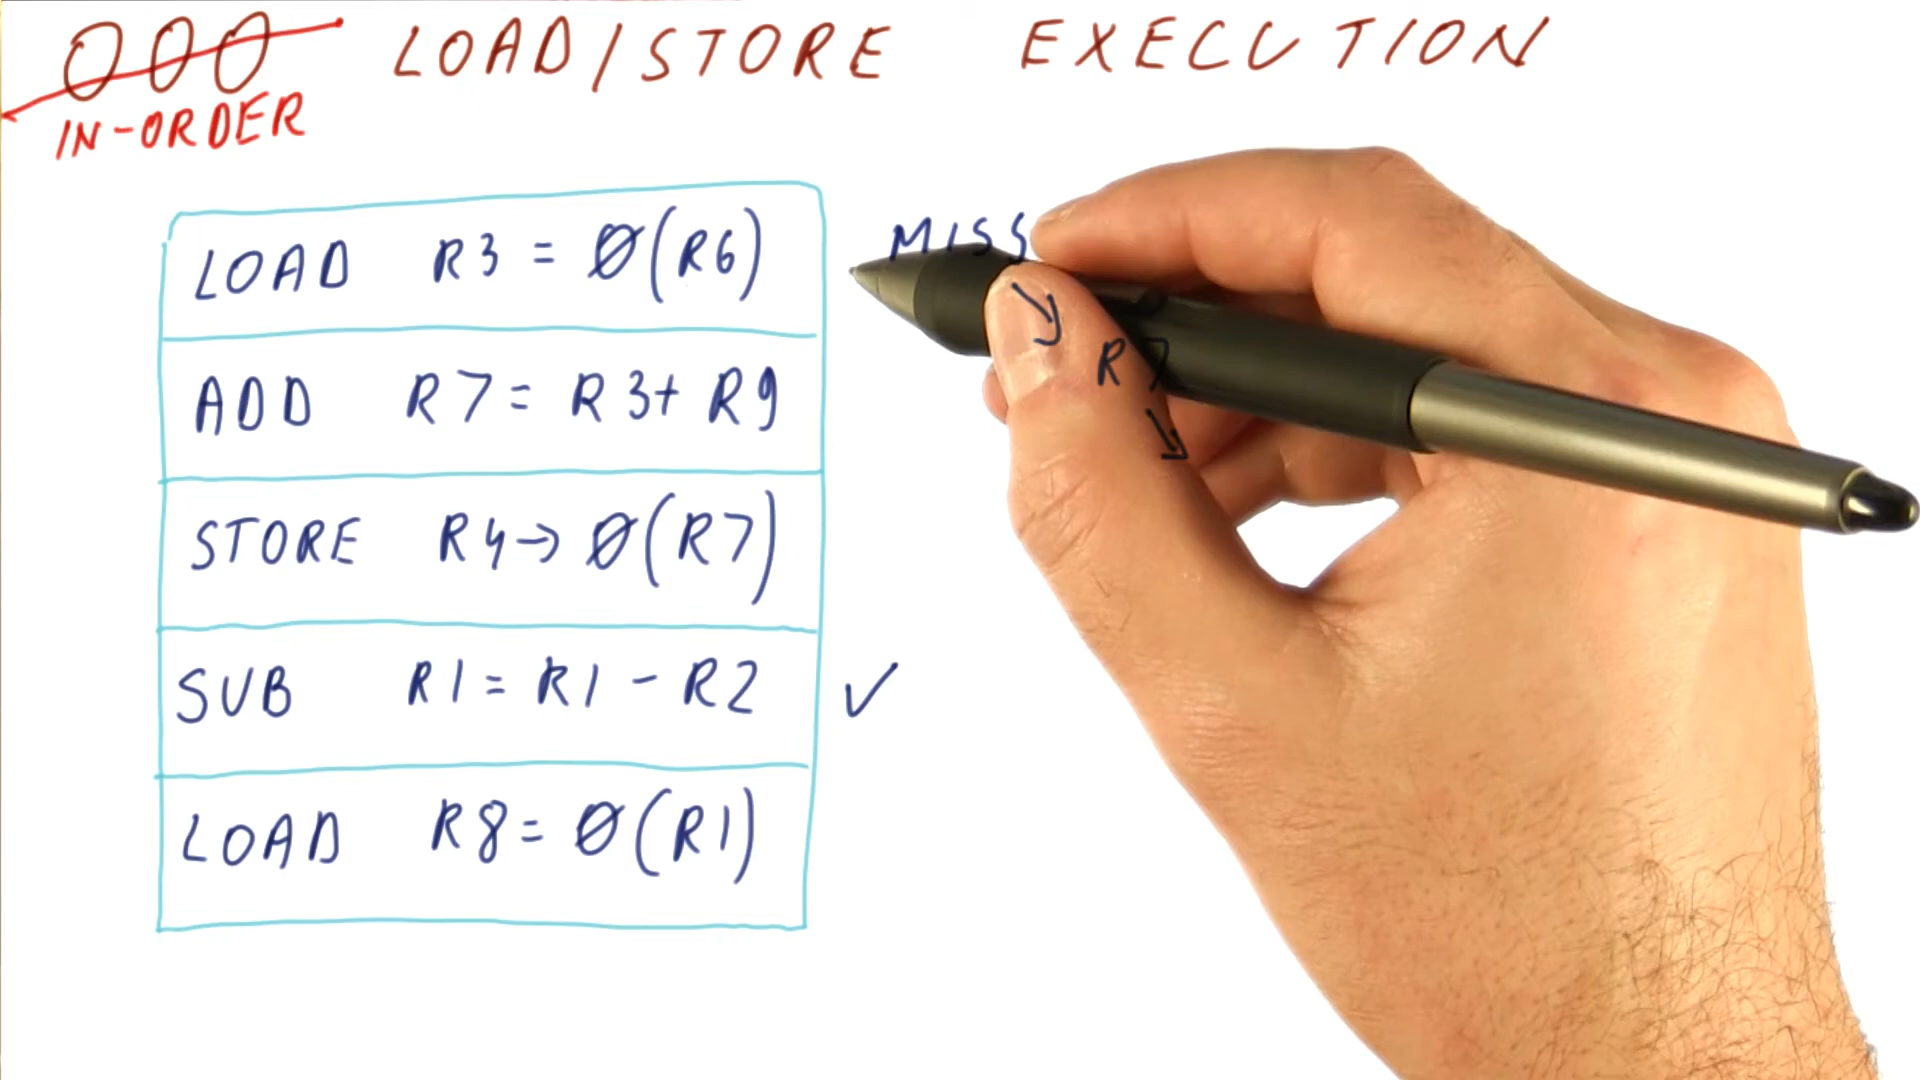 OOO LOAD/STORE EXECUTION
IN-ORDER
LOAD R3 = 0(R6) MISS
ADD R7 = R3+ R9 R7
STORE R4→ 0(R7)
SUB R1 = R1 - R2 ✓
LOAD R8= 0(R1)